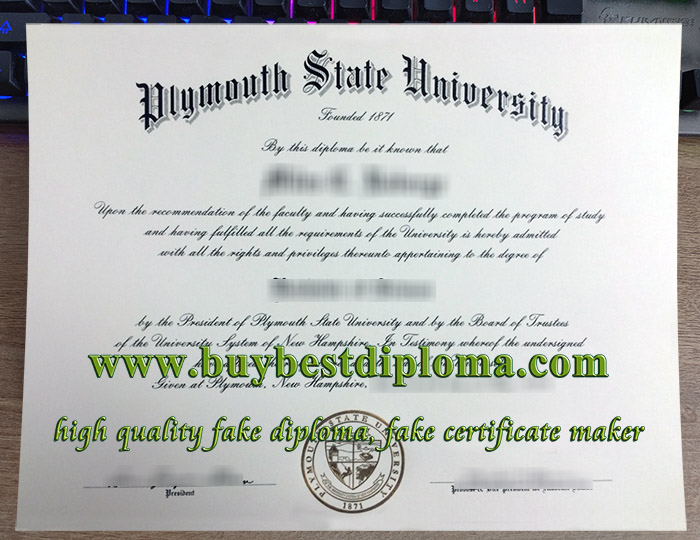 Plymouth State University
Founded 1871
By this diploma be it known that
Upon the recommendation of the faculty and having successfully completed the program of study
and having fulfilled all the requirements of the University is hereby admitted
with all the rights and privileges thereunto appertaining to the degree of
by the President of Plymouth State University and by the Board of Trustees
of the University System of New Hampshire. In Testimony whereof the undersigned
www.buybestdiploma.com
Given at Plymouth, New Hampshire,
high quality fake diploma, fake certificate maker
PLYMOUTH STATE UNIVERSITY
1871
President